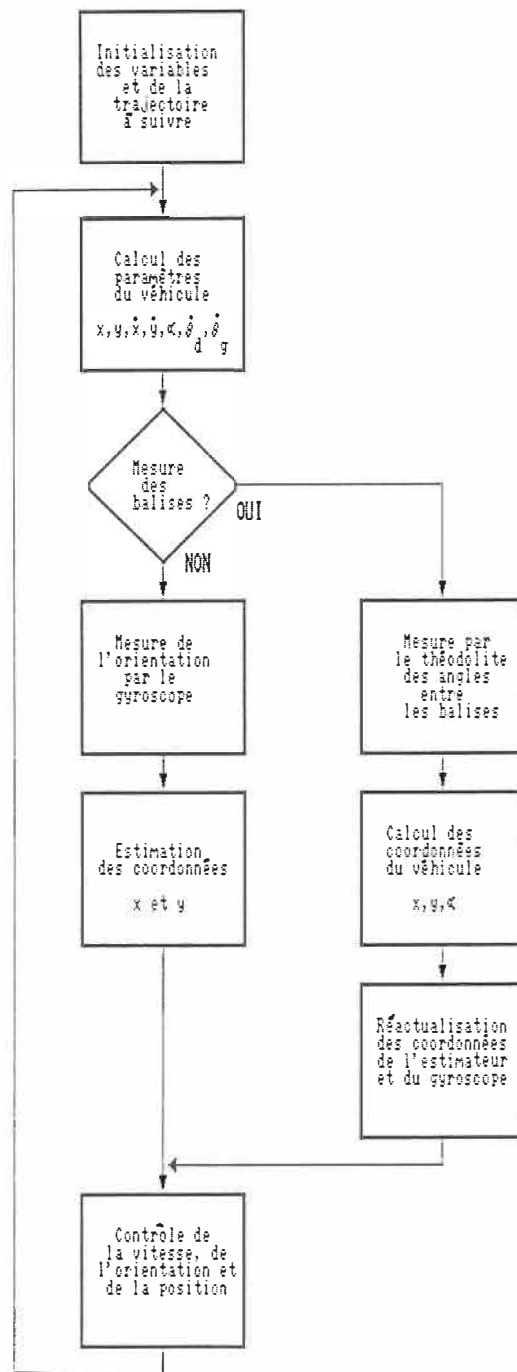 Initialisation
des variables
et de la
trajectoire
à suivre
Calcul des
paramètres
du véhicule
x,y,ẋ,ẏ,α,θ̇d,θ̇g
Mesure
des
balises ?
OUI
NON
Mesure de
l'orientation
par le
gyroscope
Estimation
des coordonnées
x et y
Mesure par
le théodolite
des angles
entre
les balises
Calcul des
coordonnées
du véhicule
x,y,α
Réactualisation
des coordonnées
de l'estimateur
et du gyroscope
Contrôle de
la vitesse, de
l'orientation et
de la position